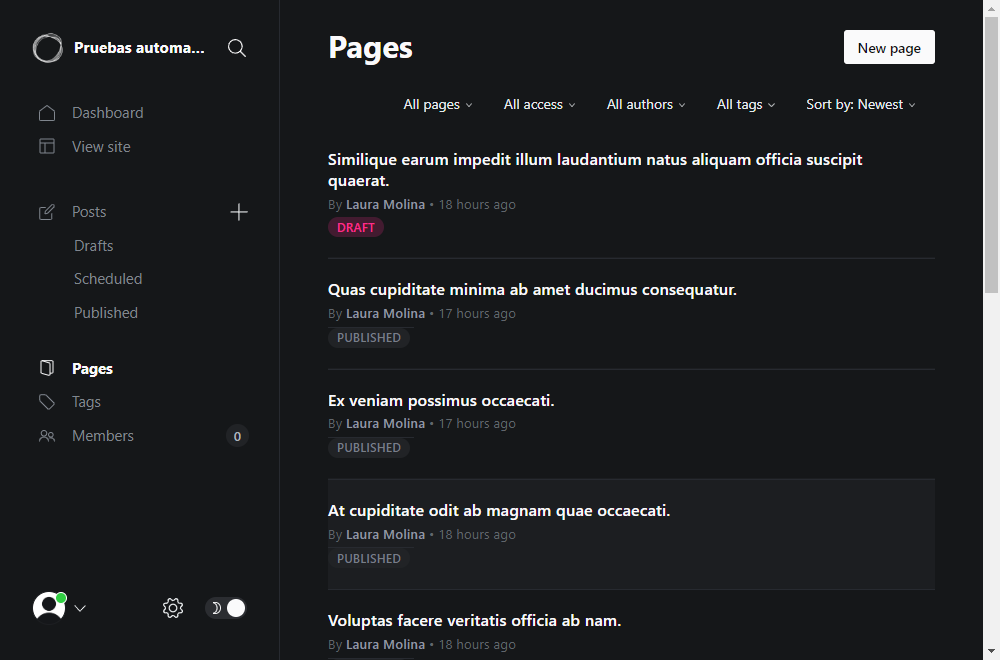 Pruebas automa...
Dashboard
View site
Posts
Drafts
Scheduled
Published
Pages
Tags
Members
0
Pages
New page
All pages
All access
All authors
All tags
Sort by: Newest
Similique earum impedit illum laudantium natus aliquam officia suscipit
quaerat.
By Laura Molina • 18 hours ago
DRAFT
Quas cupiditate minima ab amet ducimus consequatur.
By Laura Molina • 17 hours ago
PUBLISHED
Ex veniam possimus occaecati.
By Laura Molina • 17 hours ago
PUBLISHED
At cupiditate odit ab magnam quae occaecati.
By Laura Molina • 18 hours ago
PUBLISHED
Voluptas facere veritatis officia ab nam.
By Laura Molina • 18 hours ago